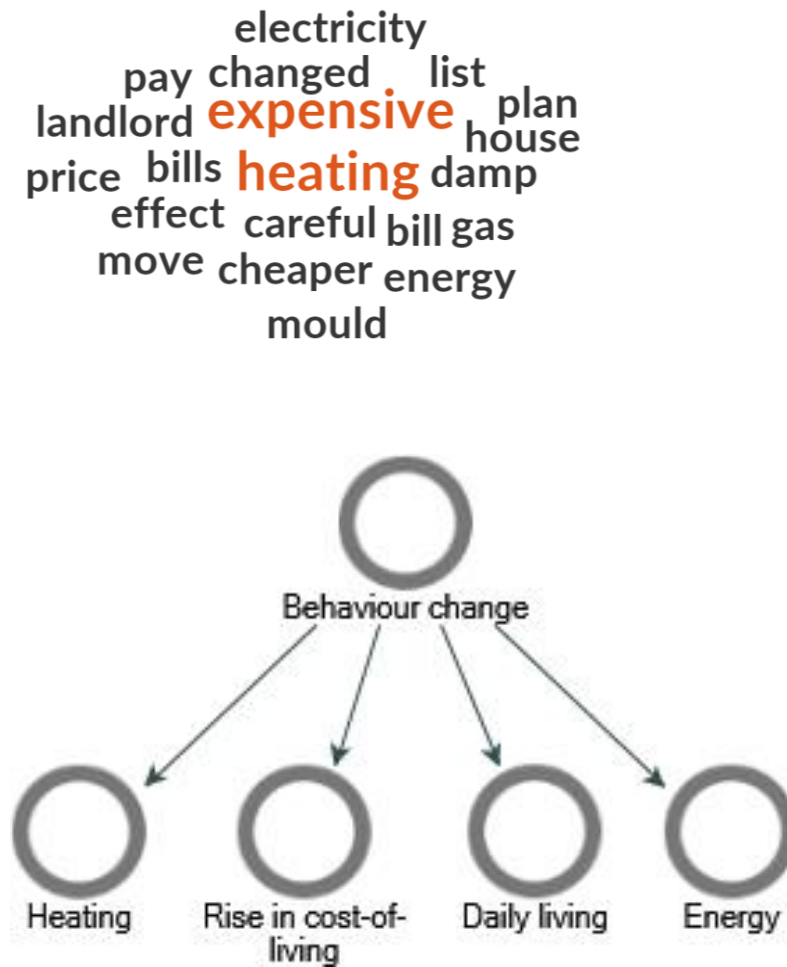 electricity
pay changed list
landlord expensive plan
house
price bills heating damp
effect careful bill gas
move cheaper energy
mould
Behaviour change
Heating
Rise in cost-of-
living
Daily living
Energy